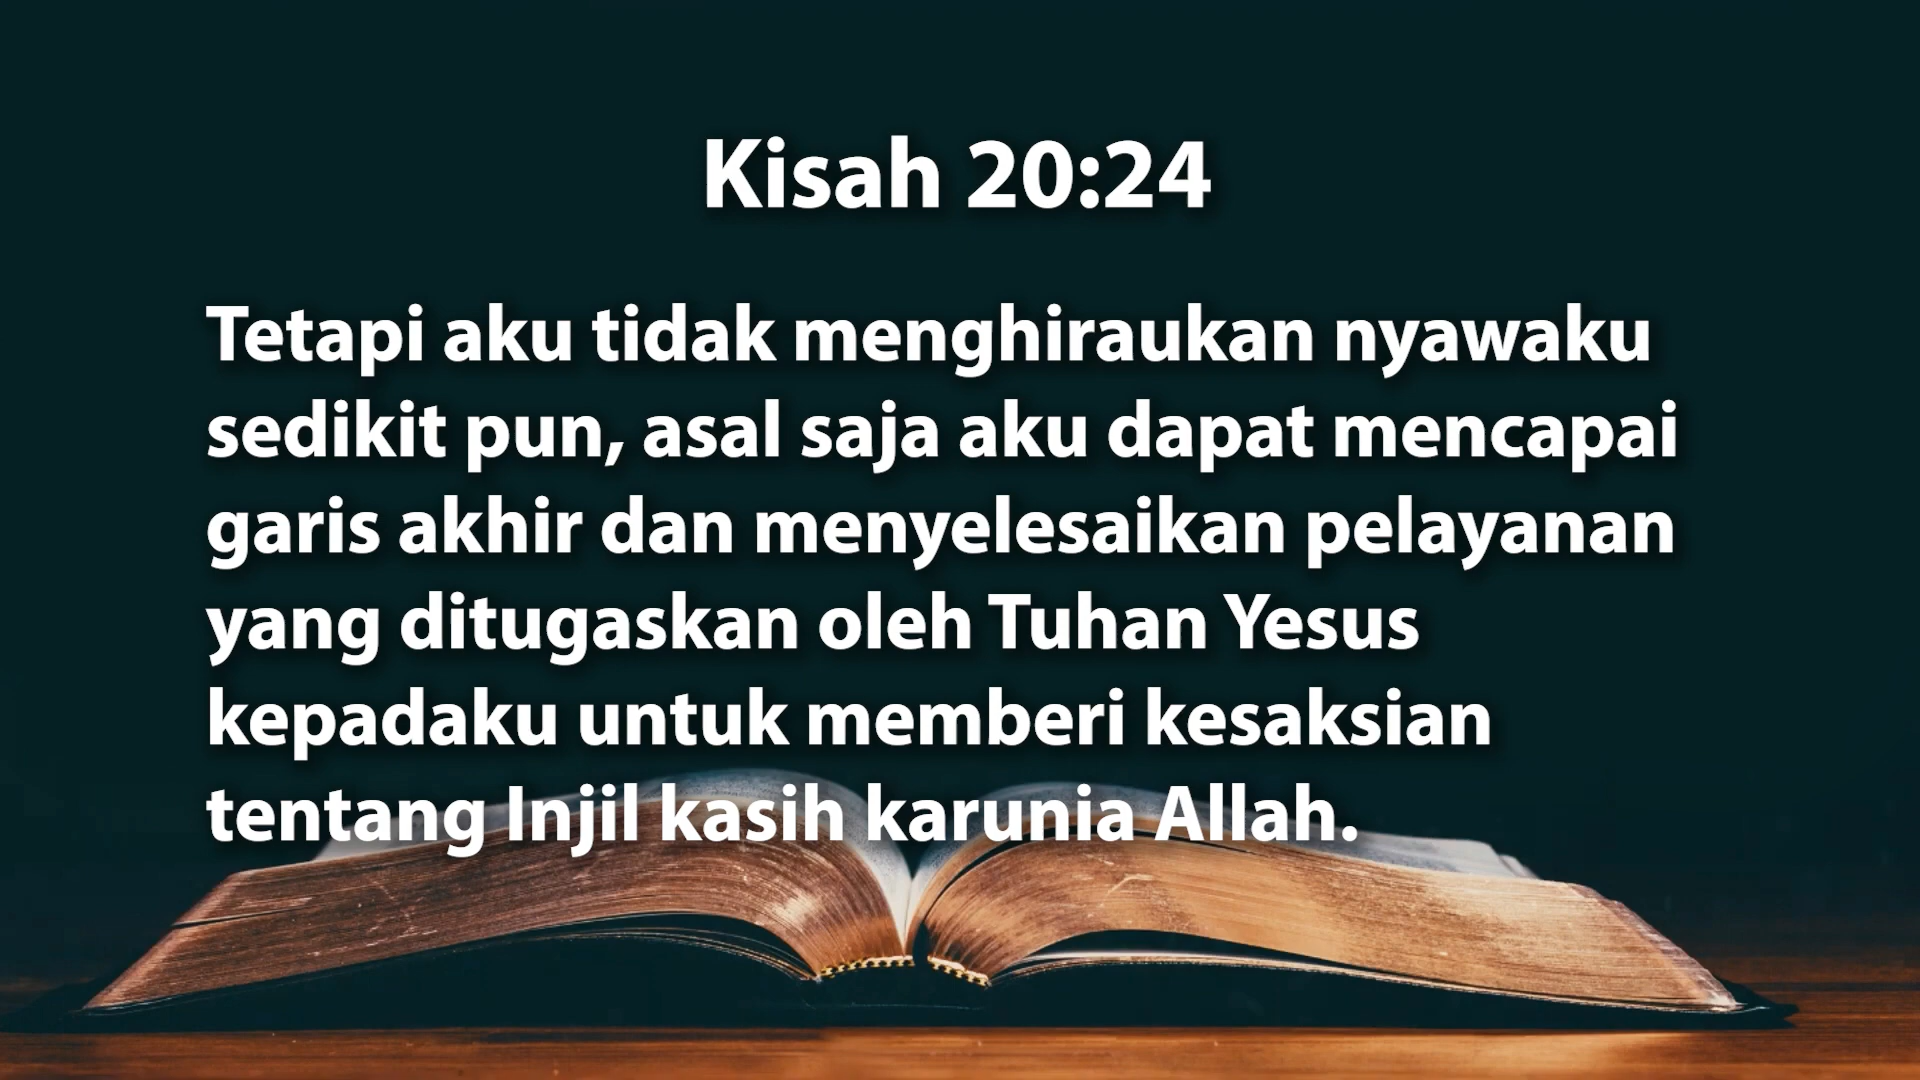 Kisah 20:24
Tetapi aku tidak menghiraukan nyawaku
sedikit pun, asal saja aku dapat mencapai
garis akhir dan menyelesaikan pelayanan
yang ditugaskan oleh Tuhan Yesus
kepadaku untuk memberi kesaksian
tentang Injil kasih karunia Allah.